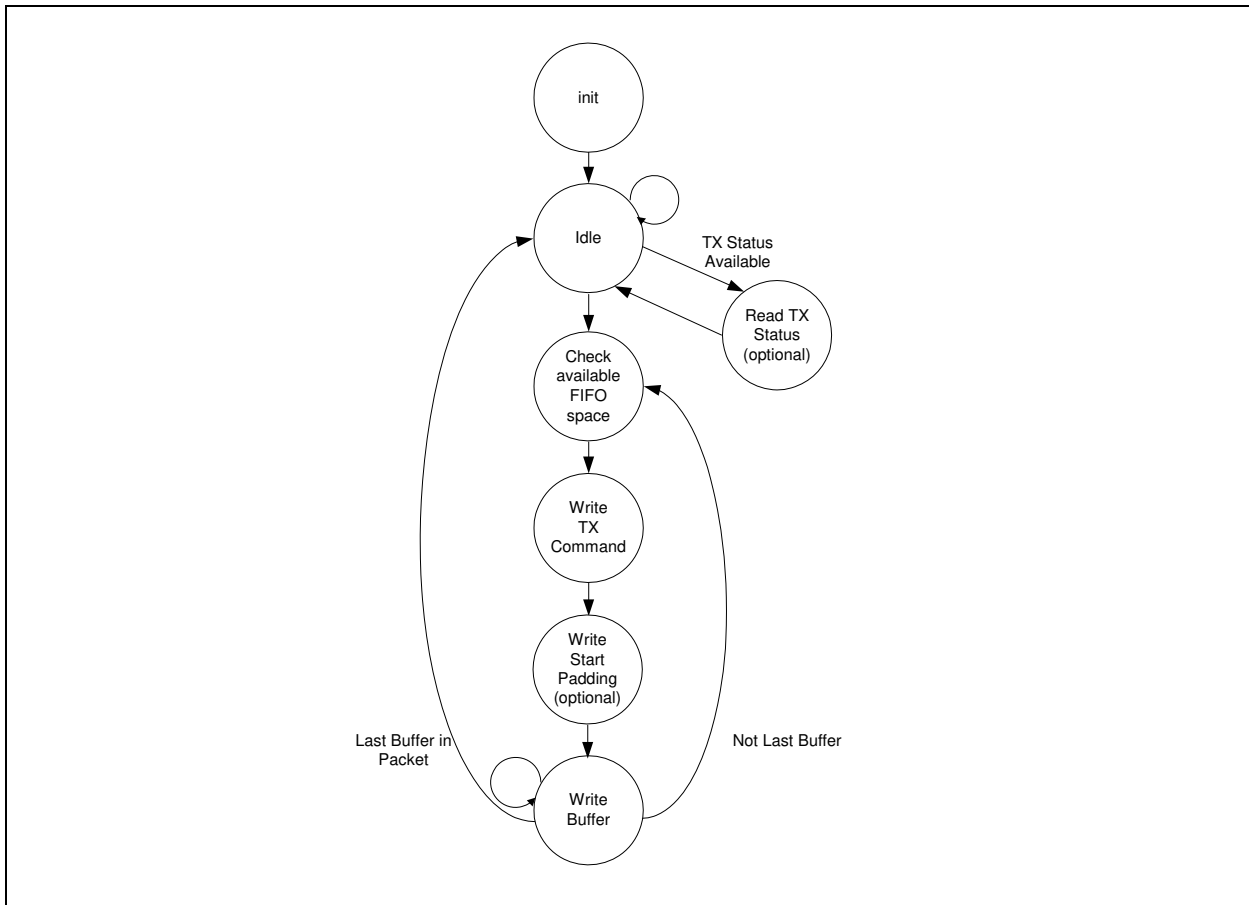 init
Idle
TX Status
Available
Read TX
Status
(optional)
Check
available
FIFO
space
Write
TX
Command
Write
Start
Padding
(optional)
Last Buffer in
Packet
Not Last Buffer
Write
Buffer